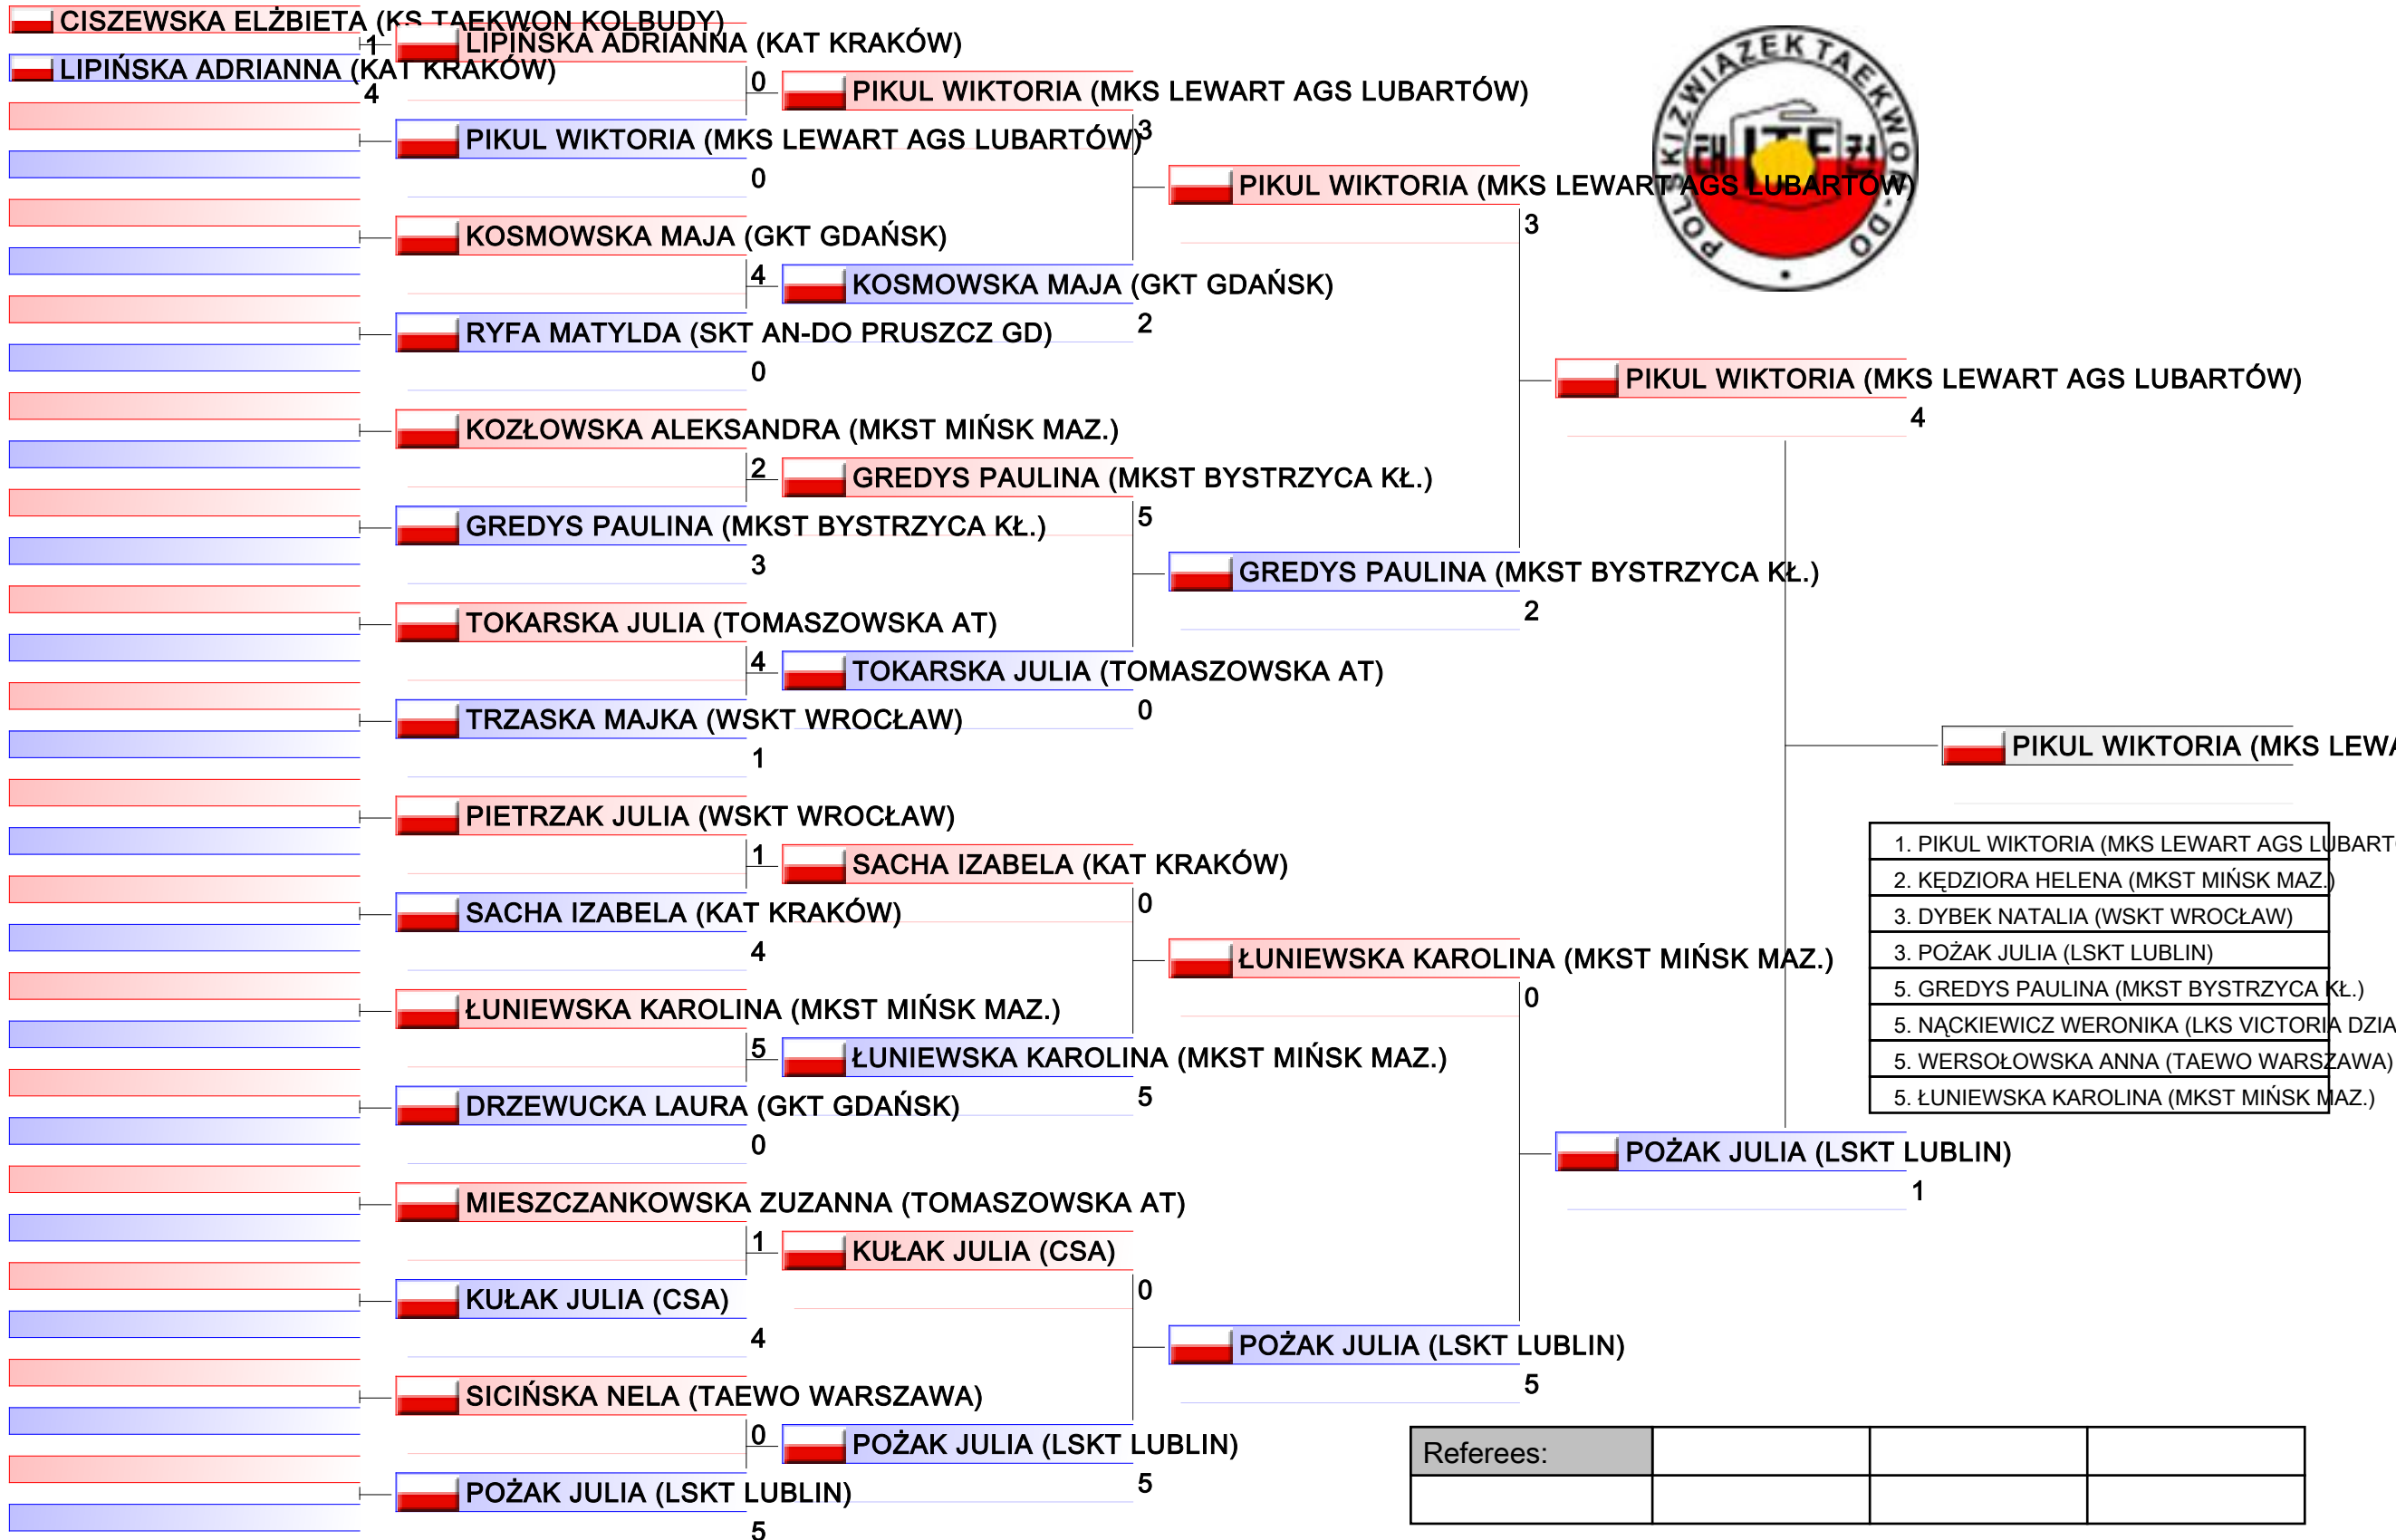 CISZEWSKA ELŻBIETA (KS TAEKWON KOLBUDY)
1
LIPIŃSKA ADRIANNA (KAT KRAKÓW)
4
LIPIŃSKA ADRIANNA (KAT KRAKÓW)
0
PIKUL WIKTORIA (MKS LEWART AGS LUBARTÓW)
0
KOSMOWSKA MAJA (GKT GDAŃSK)
4
RYFA MATYLDA (SKT AN-DO PRUSZCZ GD)
0
KOZŁOWSKA ALEKSANDRA (MKST MIŃSK MAZ.)
2
GREDYS PAULINA (MKST BYSTRZYCA KŁ.)
3
TOKARSKA JULIA (TOMASZOWSKA AT)
4
TRZASKA MAJKA (WSKT WROCŁAW)
1
PIETRZAK JULIA (WSKT WROCŁAW)
1
SACHA IZABELA (KAT KRAKÓW)
4
ŁUNIEWSKA KAROLINA (MKST MIŃSK MAZ.)
5
DRZEWUCKA LAURA (GKT GDAŃSK)
0
MIESZCZANKOWSKA ZUZANNA (TOMASZOWSKA AT)
1
KUŁAK JULIA (CSA)
4
SICIŃSKA NELA (TAEWO WARSZAWA)
0
POŻAK JULIA (LSKT LUBLIN)
5
PIKUL WIKTORIA (MKS LEWART AGS LUBARTÓW)
3
KOSMOWSKA MAJA (GKT GDAŃSK)
2
GREDYS PAULINA (MKST BYSTRZYCA KŁ.)
5
TOKARSKA JULIA (TOMASZOWSKA AT)
0
SACHA IZABELA (KAT KRAKÓW)
0
ŁUNIEWSKA KAROLINA (MKST MIŃSK MAZ.)
5
KUŁAK JULIA (CSA)
0
POŻAK JULIA (LSKT LUBLIN)
5
PIKUL WIKTORIA (MKS LEWART AGS LUBARTÓW)
3
GREDYS PAULINA (MKST BYSTRZYCA KŁ.)
2
ŁUNIEWSKA KAROLINA (MKST MIŃSK MAZ.)
0
POŻAK JULIA (LSKT LUBLIN)
5
PIKUL WIKTORIA (MKS LEWART AGS LUBARTÓW)
4
POŻAK JULIA (LSKT LUBLIN)
1
POLSKI ZWIĄZEK TAEKWON-DO
ITF
PIKUL WIKTORIA (MKS LEWA
1. PIKUL WIKTORIA (MKS LEWART AGS LUBART
2. KĘDZIORA HELENA (MKST MIŃSK MAZ.)
3. DYBEK NATALIA (WSKT WROCŁAW)
3. POŻAK JULIA (LSKT LUBLIN)
5. GREDYS PAULINA (MKST BYSTRZYCA KŁ.)
5. NĄCKIEWICZ WERONIKA (LKS VICTORIA DZIA
5. WERSOŁOWSKA ANNA (TAEWO WARSZAWA)
5. ŁUNIEWSKA KAROLINA (MKST MIŃSK MAZ.)
Referees: